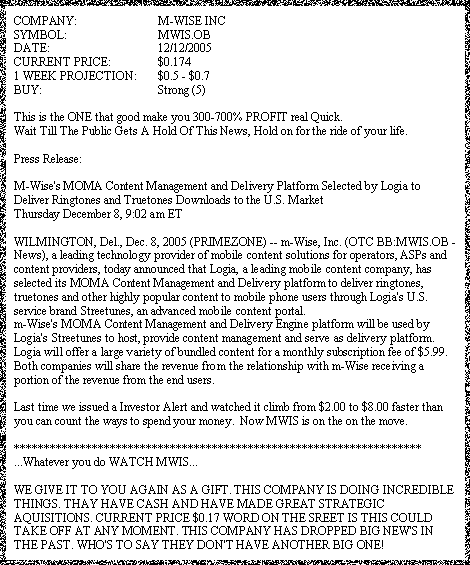 COMPANY: M-WISE INC
SYMBOL: MWIS.OB
DATE: 12/12/2005
CURRENT PRICE: $0.174
1 WEEK PROJECTION: $0.5 - $0.7
BUY: Strong (5)
This is the ONE that good make you 300-700% PROFIT real Quick.
Wait Till The Public Gets A Hold Of This News, Hold on for the ride of your life.
Press Release:
M-Wise's MOMA Content Management and Delivery Platform Selected by Logia to
Deliver Ringtones and Truetones Downloads to the U.S. Market
Thursday December 8, 9:02 am ET
WILMINGTON, Del., Dec. 8, 2005 (PRIMEZONE) -- m-Wise, Inc. (OTC BB:MWIS.OB -
News), a leading technology provider of mobile content solutions for operators, ASPs and
content providers, today announced that Logia, a leading mobile content company, has
selected its MOMA Content Management and Delivery platform to deliver ringtones,
truetones and other highly popular content to mobile phone users through Logia's U.S.
service brand Streetunes, an advanced mobile content portal.
m-Wise's MOMA Content Management and Delivery Engine platform will be used by
Logia's Streetunes to host, provide content management and serve as delivery platform.
Logia will offer a large variety of bundled content for a monthly subscription fee of $5.99.
Both companies will share the revenue from the relationship with m-Wise receiving a
portion of the revenue from the end users.
Last time we issued a Investor Alert and watched it climb from $2.00 to $8.00 faster than
you can count the ways to spend your money.  Now MWIS is on the on the move.
********************************************************************
...Whatever you do WATCH MWIS...
WE GIVE IT TO YOU AGAIN AS A GIFT. THIS COMPANY IS DOING INCREDIBLE
THINGS. THAY HAVE CASH AND HAVE MADE GREAT STRATEGIC
AQUISITIONS. CURRENT PRICE $0.17 WORD ON THE SREET IS THIS COULD
TAKE OFF AT ANY MOMENT. THIS COMPANY HAS DROPPED BIG NEW'S IN
THE PAST. WHO'S TO SAY THEY DON'T HAVE ANOTHER BIG ONE!